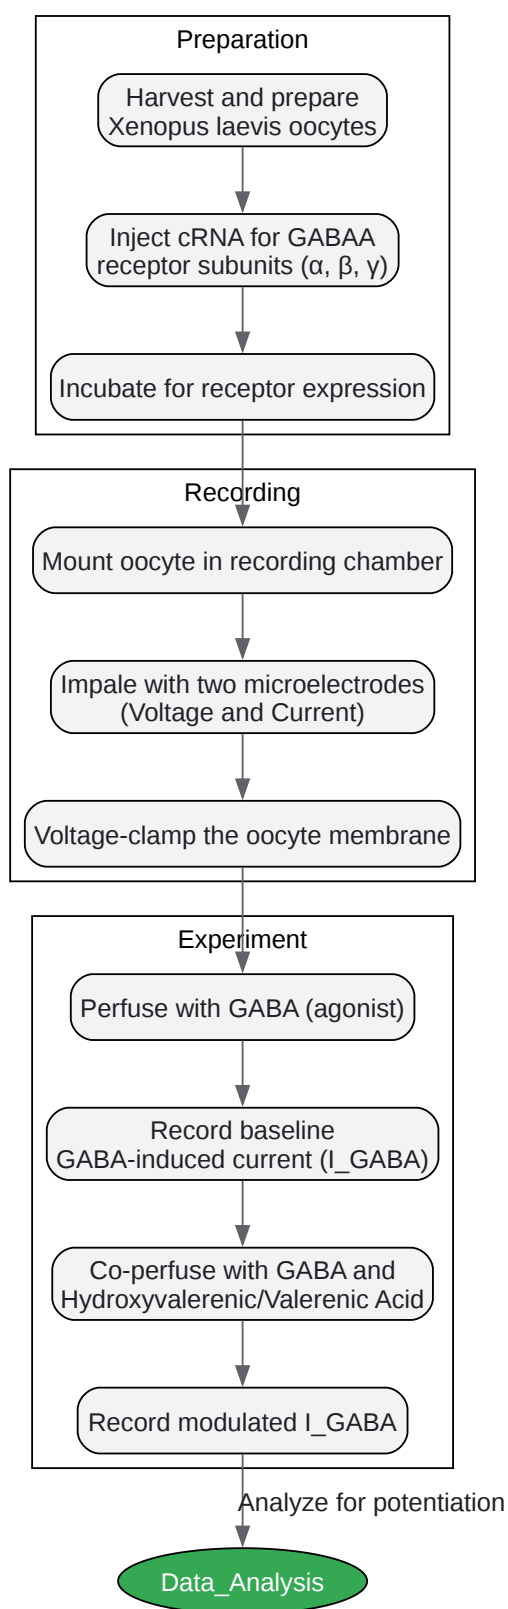 Preparation
Harvest and prepare
Xenopus laevis oocytes
Inject cRNA for GABAA
receptor subunits (α, β, γ)
Incubate for receptor expression
Recording
Mount oocyte in recording chamber
Impale with two microelectrodes
(Voltage and Current)
Voltage-clamp the oocyte membrane
Experiment
Perfuse with GABA (agonist)
Record baseline
GABA-induced current (I_GABA)
Co-perfuse with GABA and
Hydroxyvalerenic/Valerenic Acid
Record modulated I_GABA
Analyze for potentiation
Data_Analysis